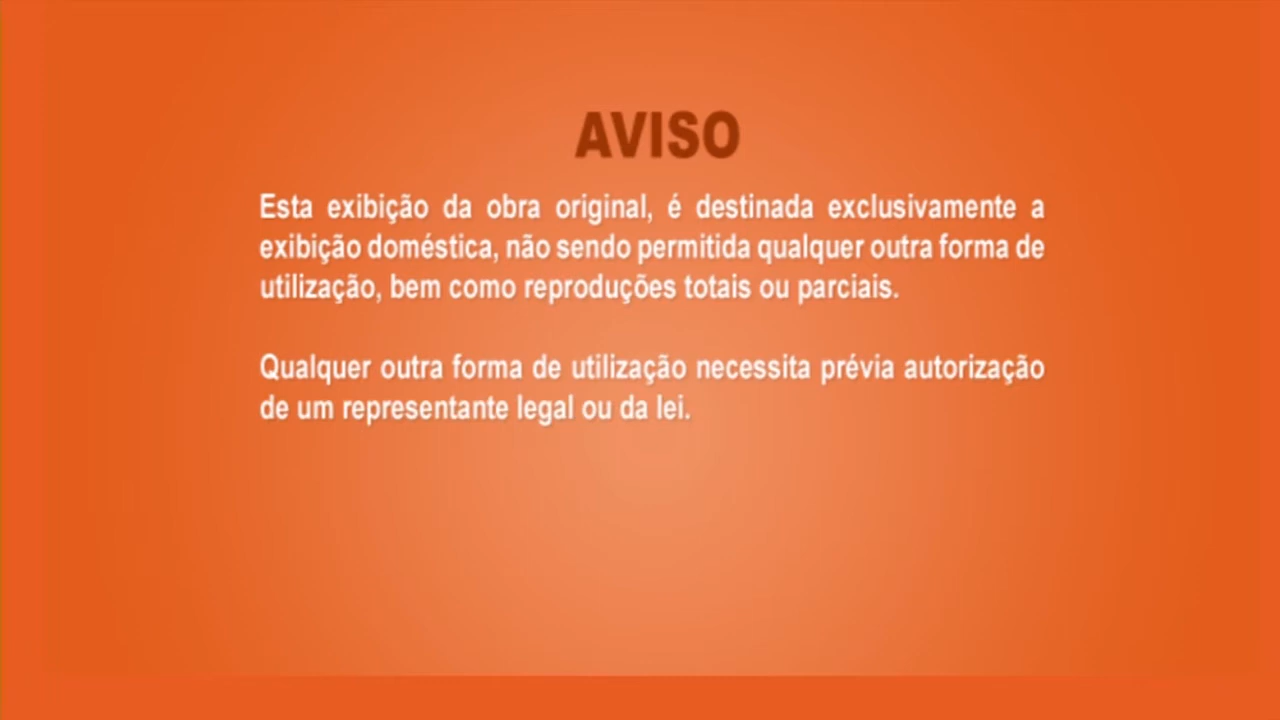 AVISO
Esta exibição da obra original, é destinada exclusivamente a
exibição doméstica, não sendo permitida qualquer outra forma de
utilização, bem como reproduções totais ou parciais.
Qualquer outra forma de utilização necessita prévia autorização
de um representante legal ou da lei.